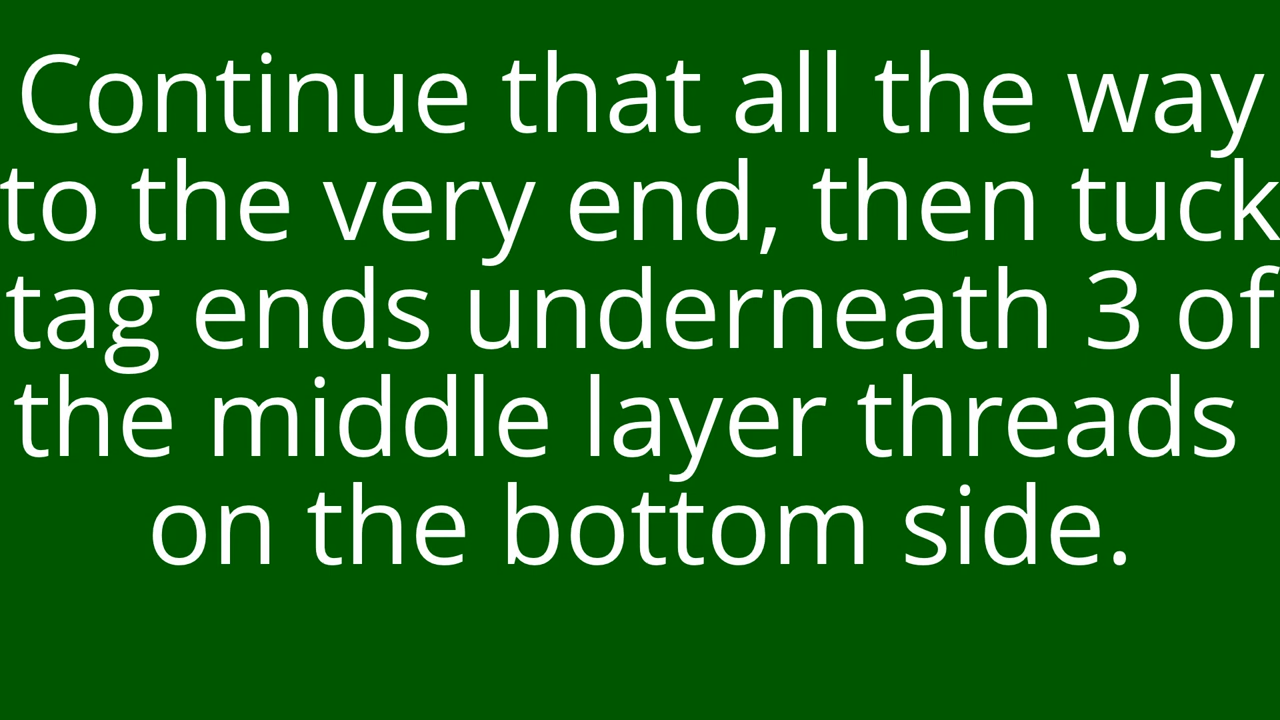 Continue that all the way
to the very end, then tuck
tag ends underneath 3 of
the middle layer threads
on the bottom side.